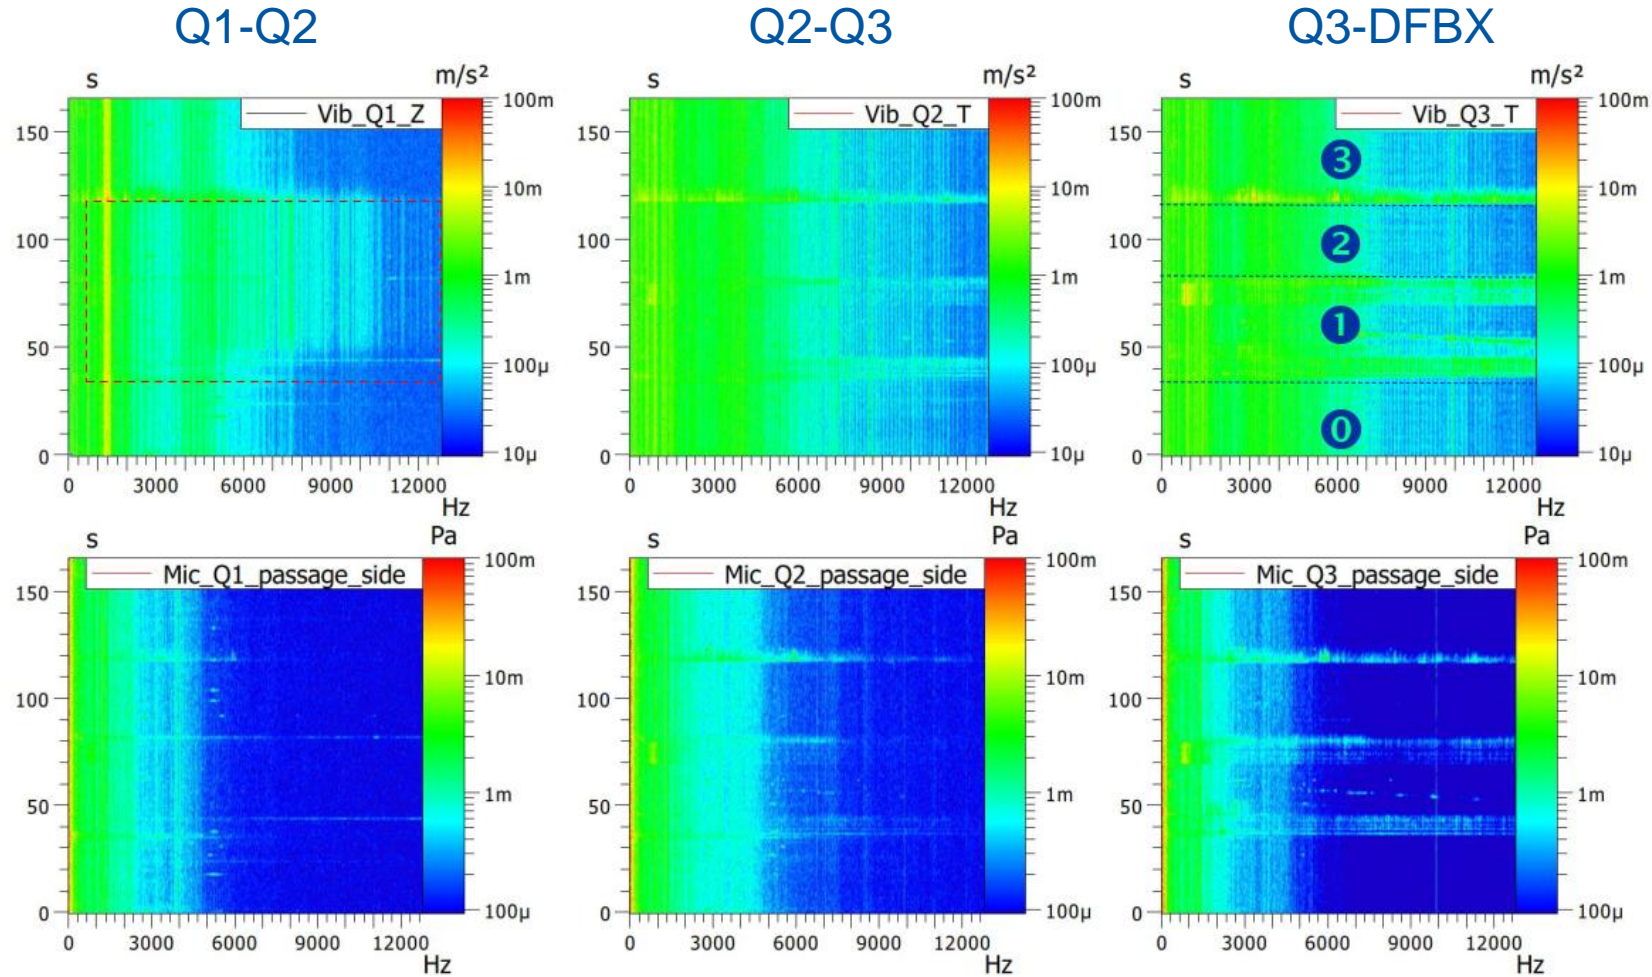 Q1-Q2 Q2-Q3 Q3-DFBX
s m/s² s m/s² s m/s²
Vib_Q1_Z Vib_Q2_T Vib_Q3_T
100m 100m 100m
150 150 150
3
10m 10m 10m
100 100 100
2
1m 1m 1m
1
50 50 50
100µ 100µ 100µ
0
0 10µ 0 10µ 0 10µ
0 3000 6000 9000 12000 0 3000 6000 9000 12000 0 3000 6000 9000 12000
Hz Hz Hz
s Pa s Pa s Pa
Mic_Q1_passage_side Mic_Q2_passage_side Mic_Q3_passage_side
100m 100m 100m
150 150 150
10m 10m 10m
100 100 100
1m 1m 1m
50 50 50
0 100µ 0 100µ 0 100µ
0 3000 6000 9000 12000 0 3000 6000 9000 12000 0 3000 6000 9000 12000
Hz Hz Hz